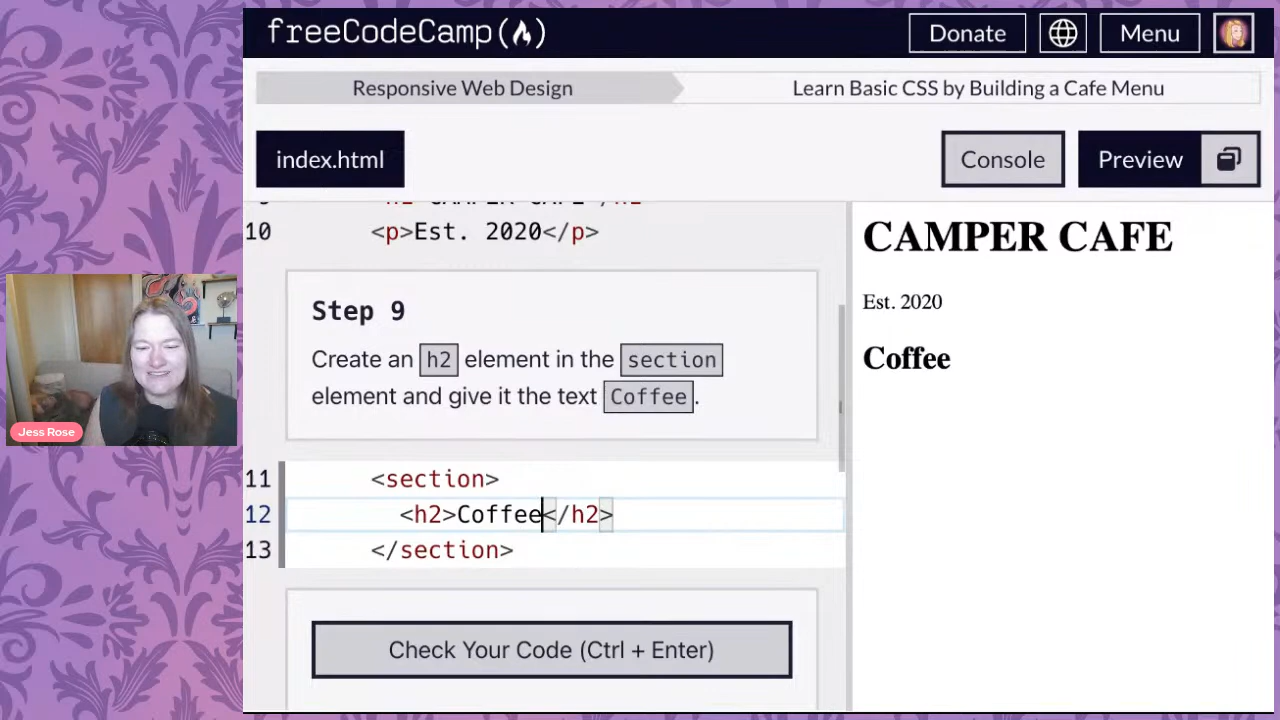 freeCodeCamp
Donate
Menu
Responsive Web Design
Learn Basic CSS by Building a Cafe Menu
index.html
Console
Preview
10 <p>Est. 2020</p>
Step 9
Create an h2 element in the section
element and give it the text Coffee.
11 <section>
12 <h2>Coffee</h2>
13 </section>
Check Your Code (Ctrl + Enter)
CAMPER CAFE
Est. 2020
Coffee
Jess Rose